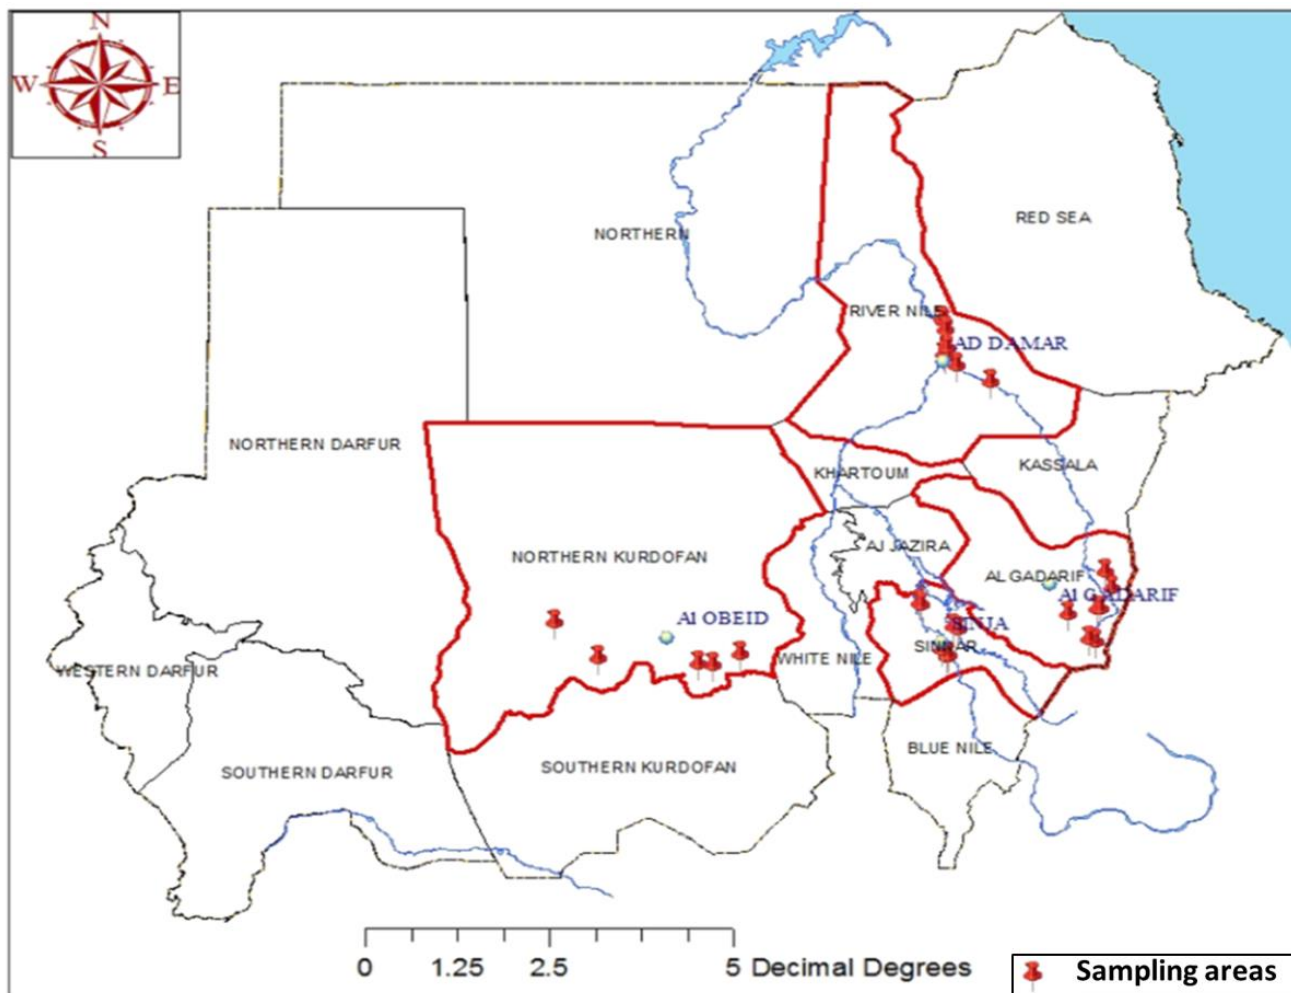 N
W E
S
NORTHERN
RED SEA
RIVER NILE
AD DAMAR
NORTHERN DARFUR
KHARTOUM
KASSALA
NORTHERN KURDOFAN
AJ JAZIRA
AL GADARIF
Al GADARIF
Al OBEID
SINJA
SINNAR
WHITE NILE
WESTERN DARFUR
BLUE NILE
SOUTHERN DARFUR
SOUTHERN KURDOFAN
0 1.25 2.5 5 Decimal Degrees
Sampling areas